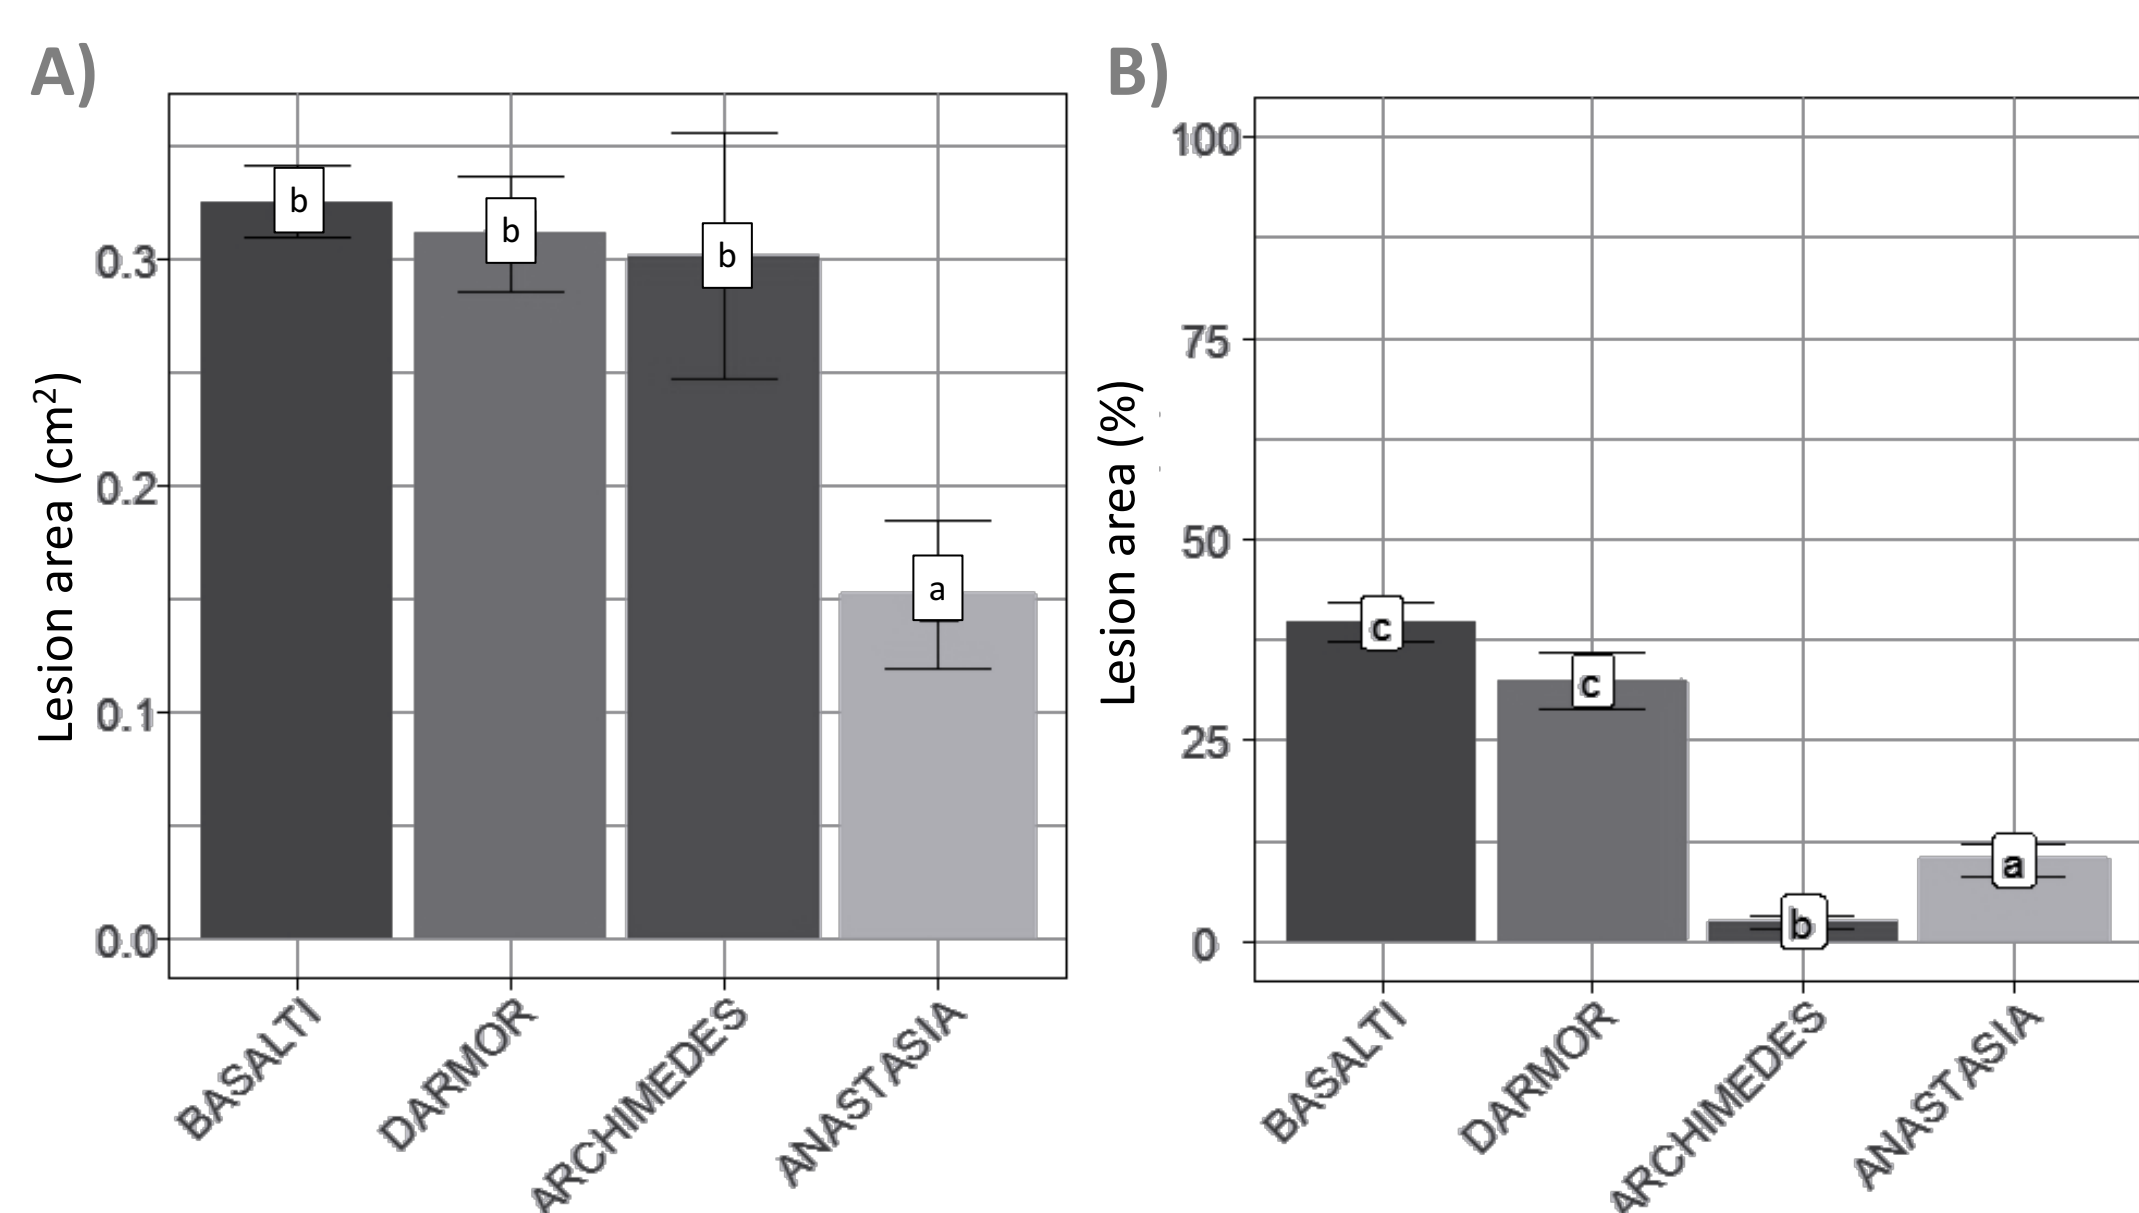 A)
Lesion area (cm²)
0.3
0.2
0.1
0.0
b
b
b
a
BASALTI
DARMOR
ARCHIMEDES
ANASTASIA
B)
Lesion area (%)
100
75
50
25
0
c
c
b
a
BASALTI
DARMOR
ARCHIMEDES
ANASTASIA